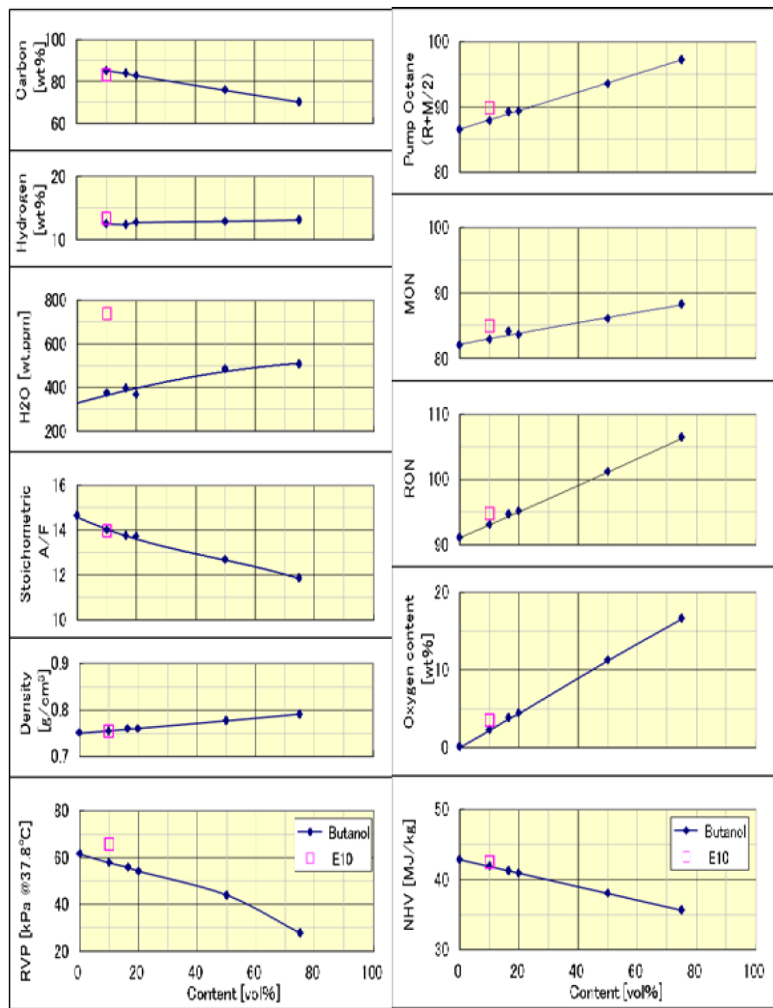 Carbon
[wt%]
100
80
60
Hydrogen
[wt%]
20
10
H2O [wt.ppm]
800
600
400
200
Stoichometric
A/F
16
14
12
10
Density
[g/cm³]
0.9
0.8
0.7
RVP [kPa @37.8°C]
80
60
40
20
Butanol
E10
0 20 40 60 80 100
Content [vol%]
Pump Octane
(R+M/2)
100
90
80
MON
100
90
80
RON
110
100
90
Oxygen content
[wt%]
20
10
0
NHV [MJ/kg]
50
40
30
Butanol
E10
0 20 40 60 80 100
Content [vol%]